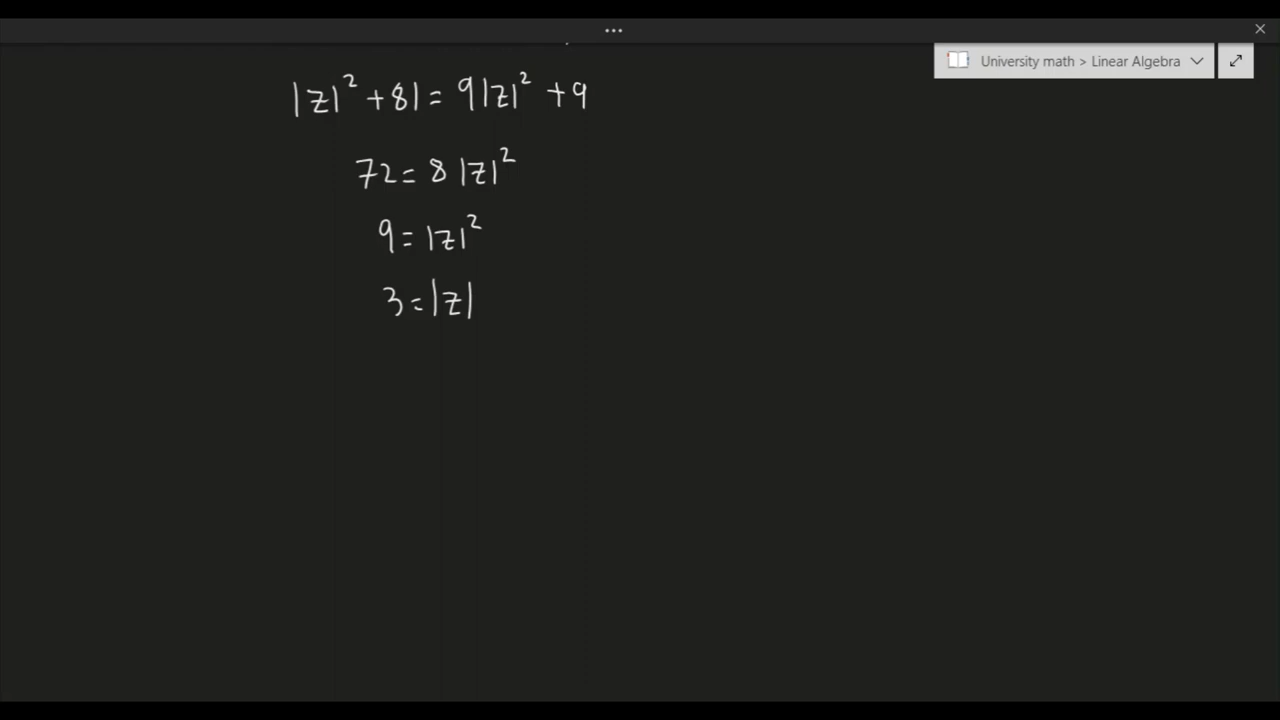 ...
University math > Linear Algebra
|z|² + 81 = 9|z|² + 9
72 = 8|z|²
9 = |z|²
3 = |z|